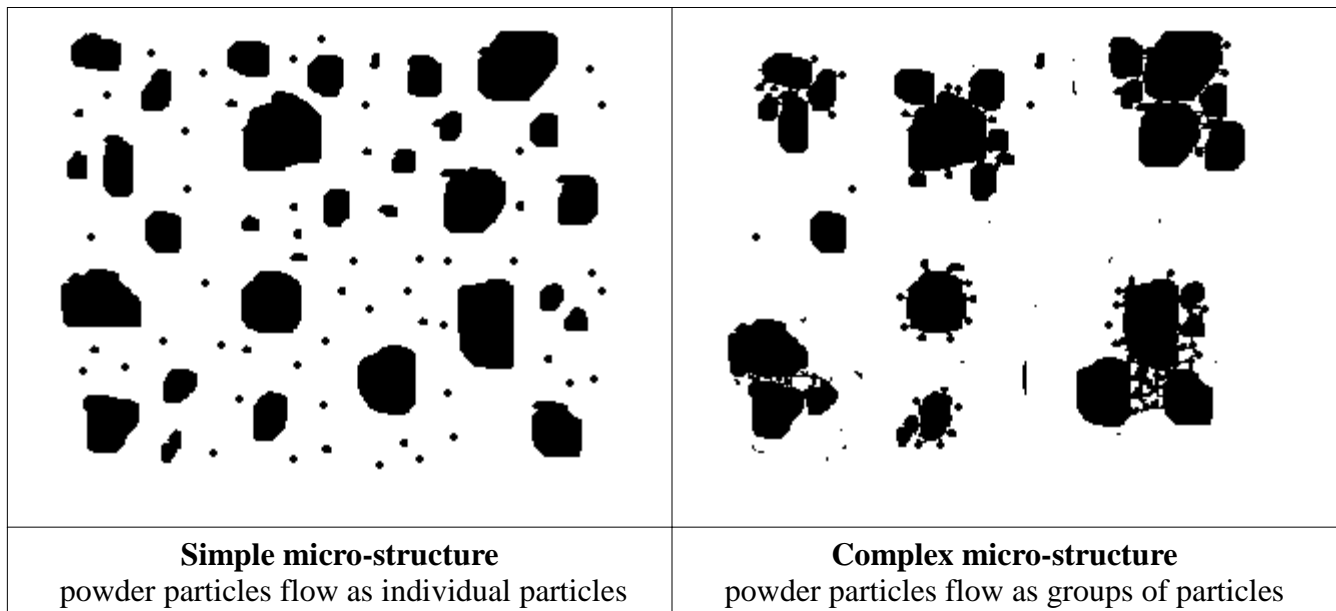 Simple micro-structure
powder particles flow as individual particles
Complex micro-structure
powder particles flow as groups of particles